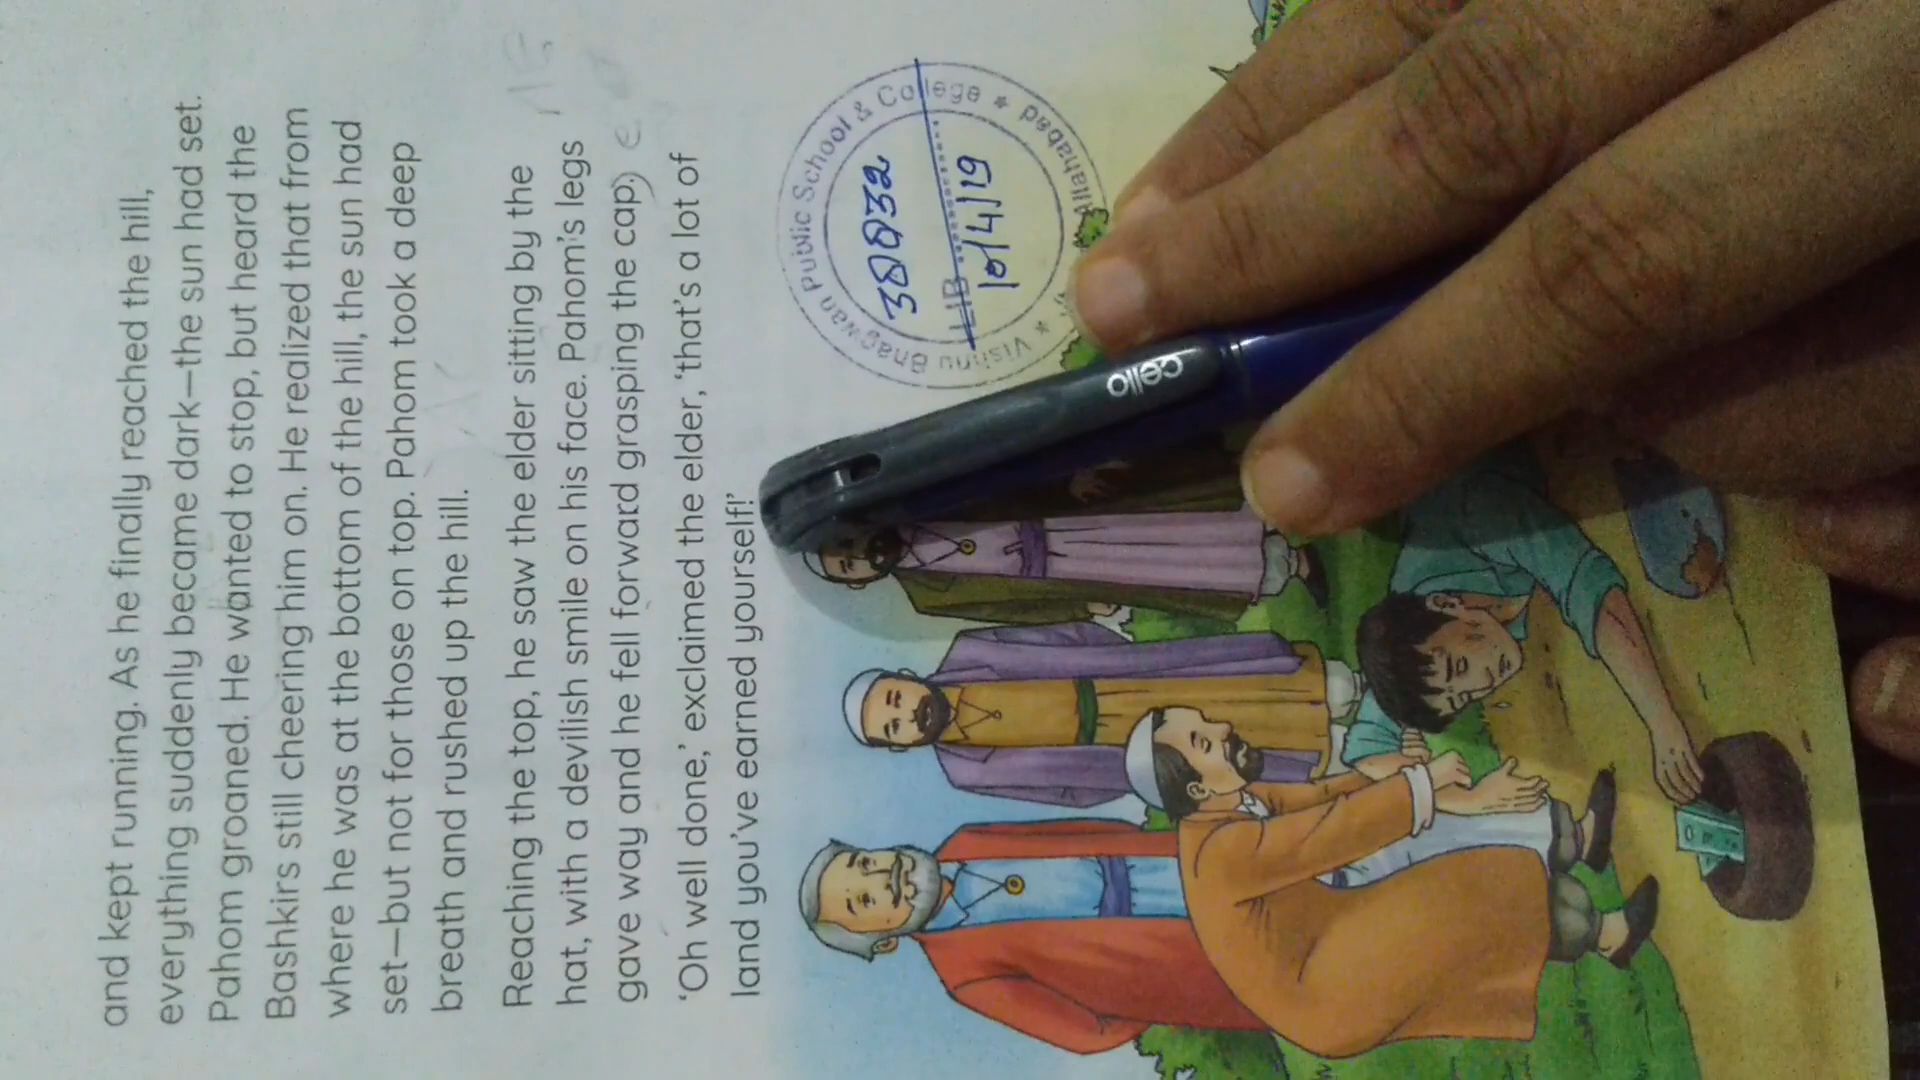 and kept running. As he finally reached the hill,
everything suddenly became dark—the sun had set.
Pahom groaned. He wanted to stop, but heard the
Bashkirs still cheering him on. He realized that from
where he was at the bottom of the hill, the sun had
set—but not for those on top. Pahom took a deep
breath and rushed up the hill.
Reaching the top, he saw the elder sitting by the
hat, with a devilish smile on his face. Pahom's legs
gave way and he fell forward grasping the cap.
‘Oh well done,’ exclaimed the elder, ‘that's a lot of
land you've earned yourself!’
Vishnu Bhagwan Public School & College * Allahabad *
LIB
10/4/19
cello